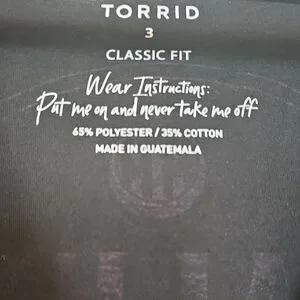 TORRID
3
CLASSIC FIT
Wear Instructions:
Put me on and never take me off
65% POLYESTER / 35% COTTON
MADE IN GUATEMALA